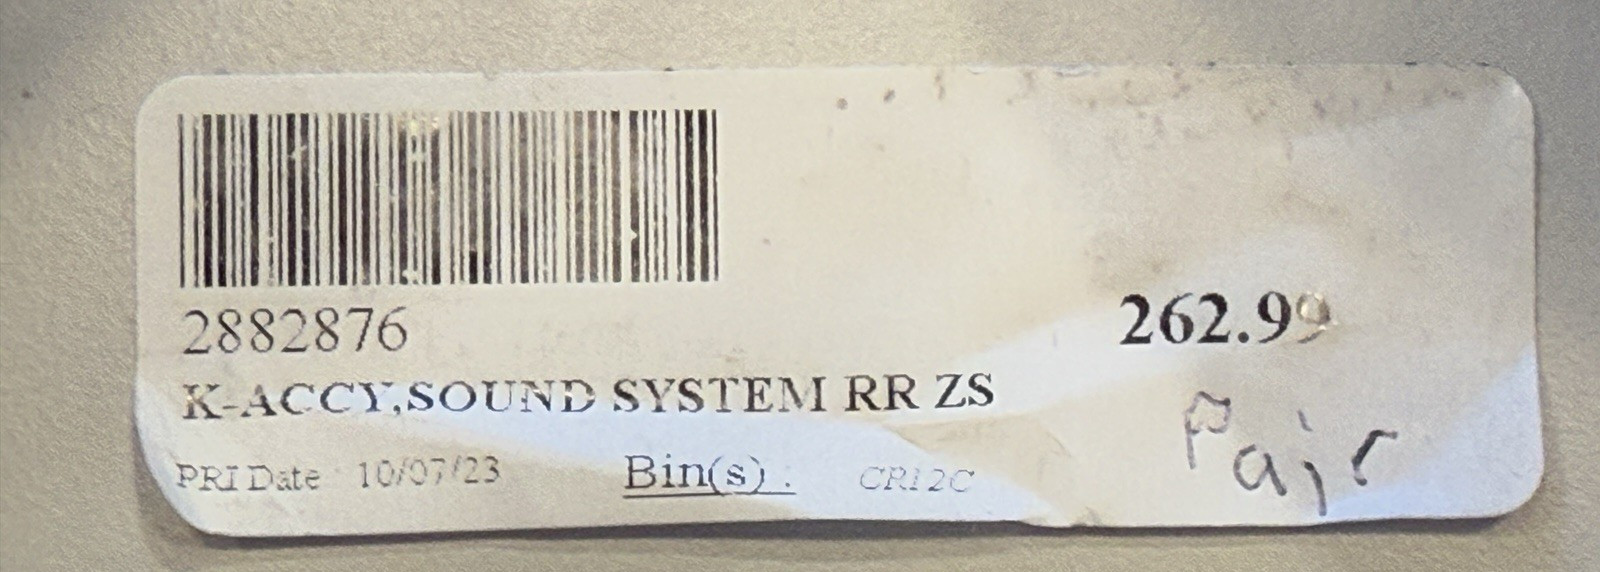 2882876
262.99
K-ACCY,SOUND SYSTEM RR ZS
PRI Date : 10/07/23 Bin(s) : CR12C
Pair